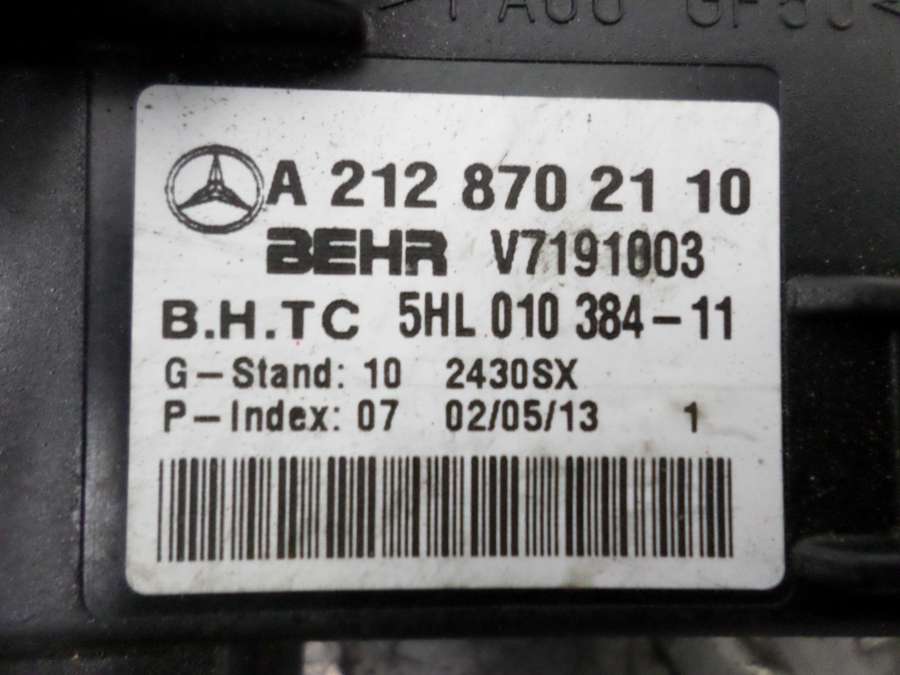 GF30
A 212 870 21 10
BEHR V7191003
B.H.TC 5HL 010 384-11
G-Stand: 10 2430SX
P-Index: 07 02/05/13 1